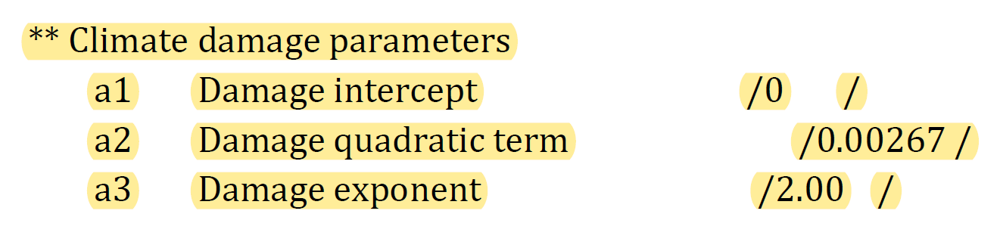 ** Climate damage parameters
a1 Damage intercept /0 /
a2 Damage quadratic term /0.00267 /
a3 Damage exponent /2.00 /